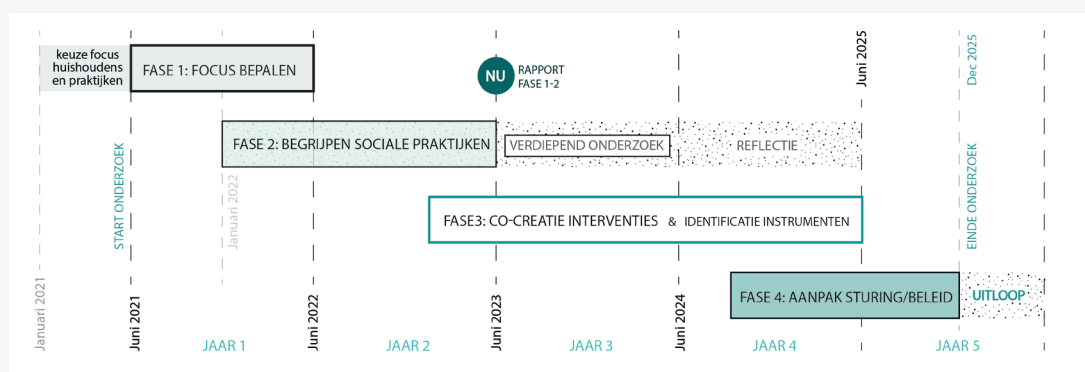 keuze focus
huishoudens
en praktijken
FASE 1: FOCUS BEPALEN
NU
RAPPORT
FASE 1-2
Juni 2025
Dec 2025
START ONDERZOEK
Januari 2022
FASE 2: BEGRIJPEN SOCIALE PRAKTIJKEN
VERDIEPEND ONDERZOEK
REFLECTIE
EINDE ONDERZOEK
FASE3: CO-CREATIE INTERVENTIES & IDENTIFICATIE INSTRUMENTEN
FASE 4: AANPAK STURING/BELEID
UITLOOP
Januari 2021
Juni 2021
JAAR 1
Juni 2022
JAAR 2
Juni 2023
JAAR 3
Juni 2024
JAAR 4
JAAR 5